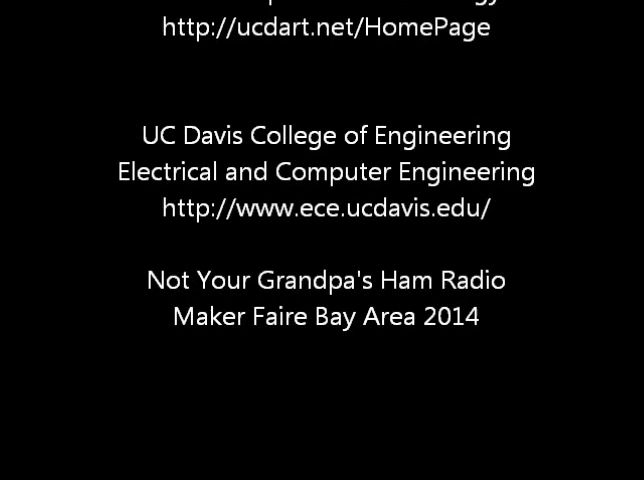 http://ucdart.net/HomePage
UC Davis College of Engineering
Electrical and Computer Engineering
http://www.ece.ucdavis.edu/
Not Your Grandpa's Ham Radio
Maker Faire Bay Area 2014